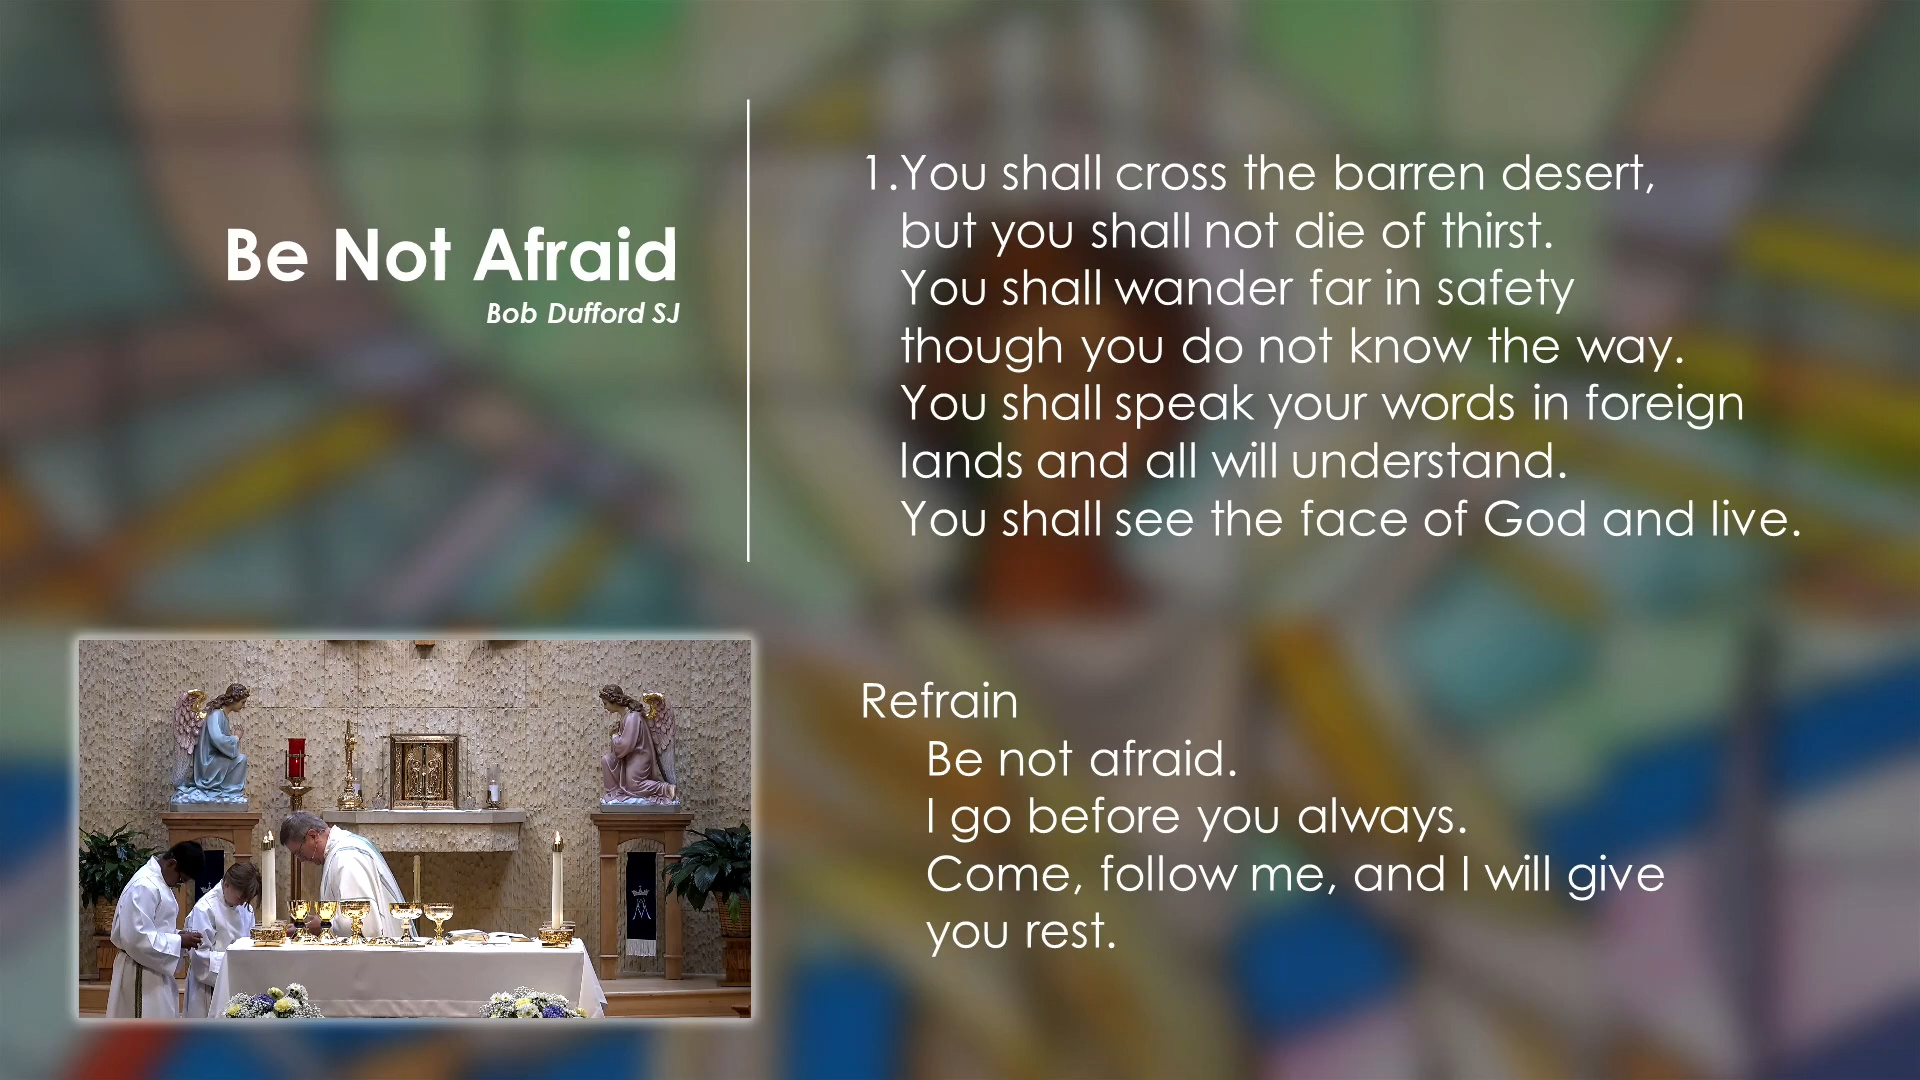 Be Not Afraid
Bob Dufford SJ
1.You shall cross the barren desert,
but you shall not die of thirst.
You shall wander far in safety
though you do not know the way.
You shall speak your words in foreign
lands and all will understand.
You shall see the face of God and live.
Refrain
Be not afraid.
I go before you always.
Come, follow me, and I will give
you rest.